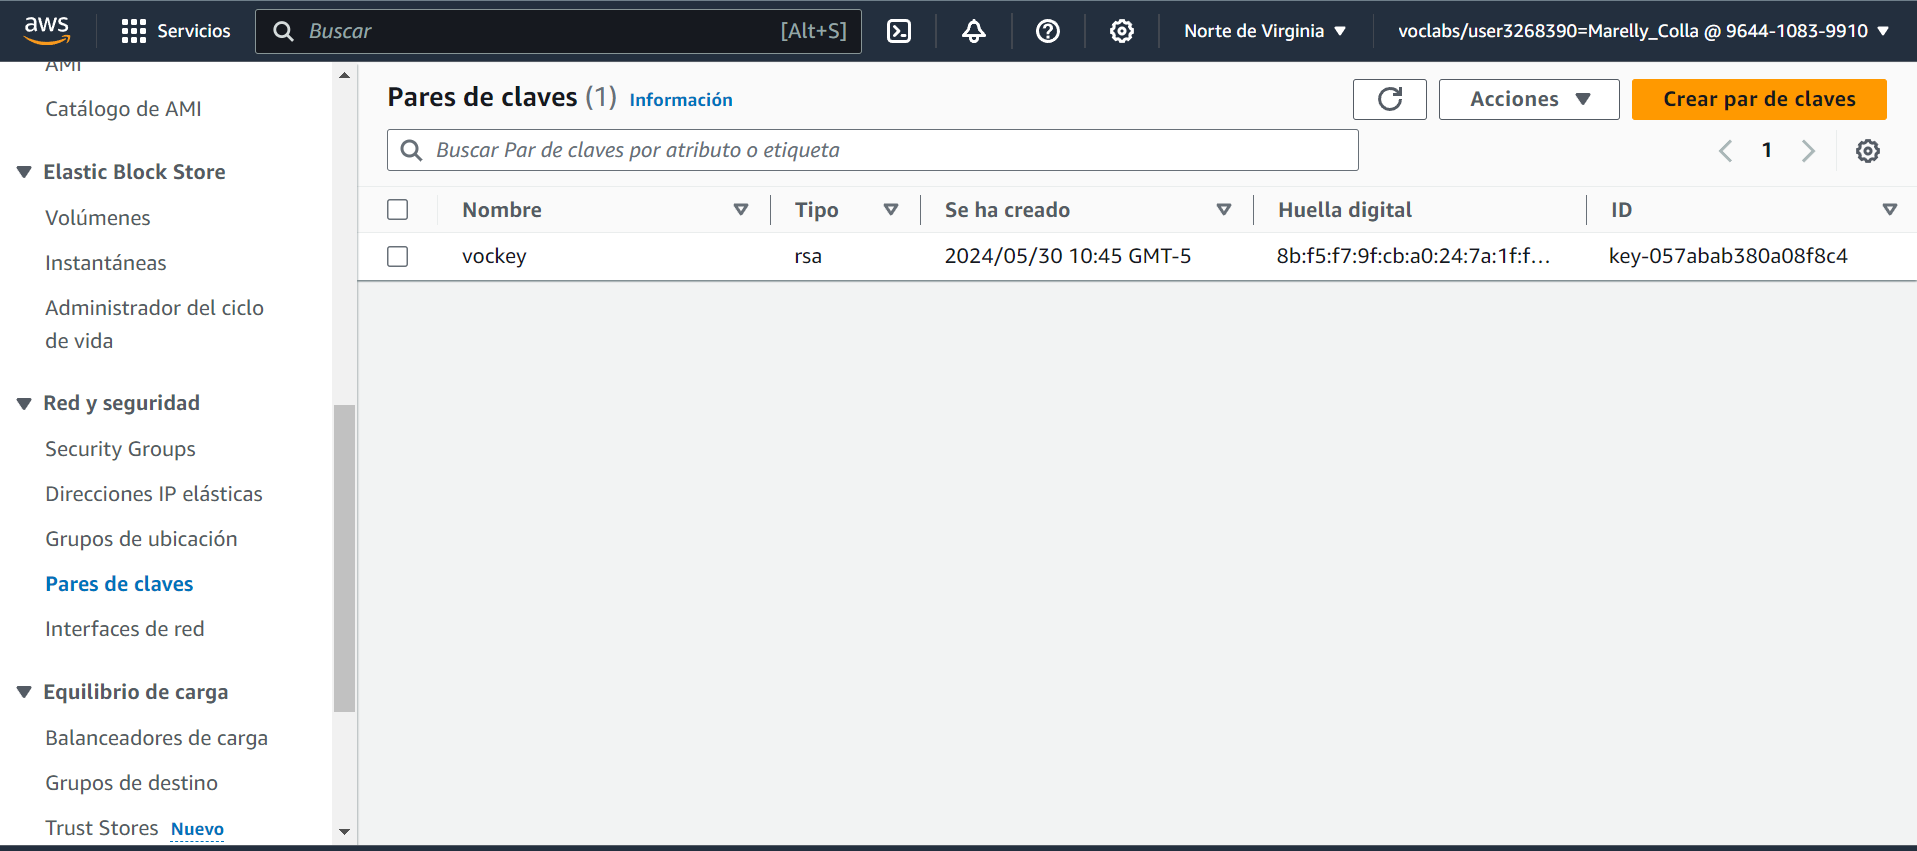 aws
Servicios
Buscar
[Alt+S]
Norte de Virginia
voclabs/user3268390=Marelly_Colla @ 9644-1083-9910
AMI
Catálogo de AMI
Elastic Block Store
Volúmenes
Instantáneas
Administrador del ciclo
de vida
Red y seguridad
Security Groups
Direcciones IP elásticas
Grupos de ubicación
Pares de claves
Interfaces de red
Equilibrio de carga
Balanceadores de carga
Grupos de destino
Trust Stores Nuevo
Pares de claves (1) Información
Acciones
Crear par de claves
Buscar Par de claves por atributo o etiqueta
1
Nombre Tipo Se ha creado Huella digital ID
vockey rsa 2024/05/30 10:45 GMT-5 8b:f5:f7:9f:cb:a0:24:7a:1f:f... key-057abab380a08f8c4